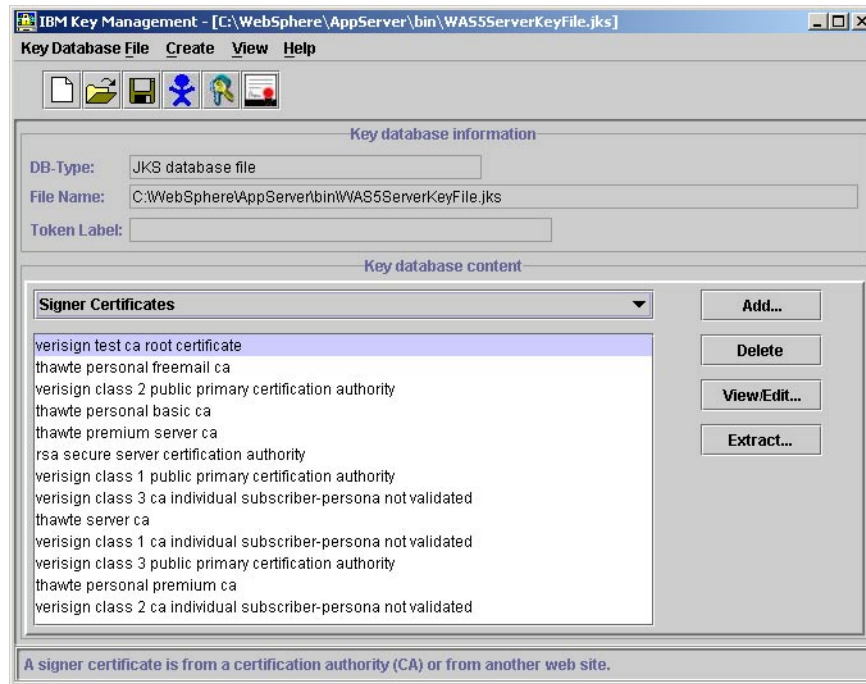 IBM Key Management - [C:\WebSphere\AppServer\bin\WAS5ServerKeyFile.jks]
Key Database File Create View Help
Key database information
DB-Type: JKS database file
File Name: C:\WebSphere\AppServer\bin\WAS5ServerKeyFile.jks
Token Label:
Key database content
Signer Certificates
Add...
verisign test ca root certificate
Delete
thawte personal freemail ca
verisign class 2 public primary certification authority
View/Edit...
thawte personal basic ca
thawte premium server ca
Extract...
rsa secure server certification authority
verisign class 1 public primary certification authority
verisign class 3 ca individual subscriber-persona not validated
thawte server ca
verisign class 1 ca individual subscriber-persona not validated
verisign class 3 public primary certification authority
thawte personal premium ca
verisign class 2 ca individual subscriber-persona not validated
A signer certificate is from a certification authority (CA) or from another web site.